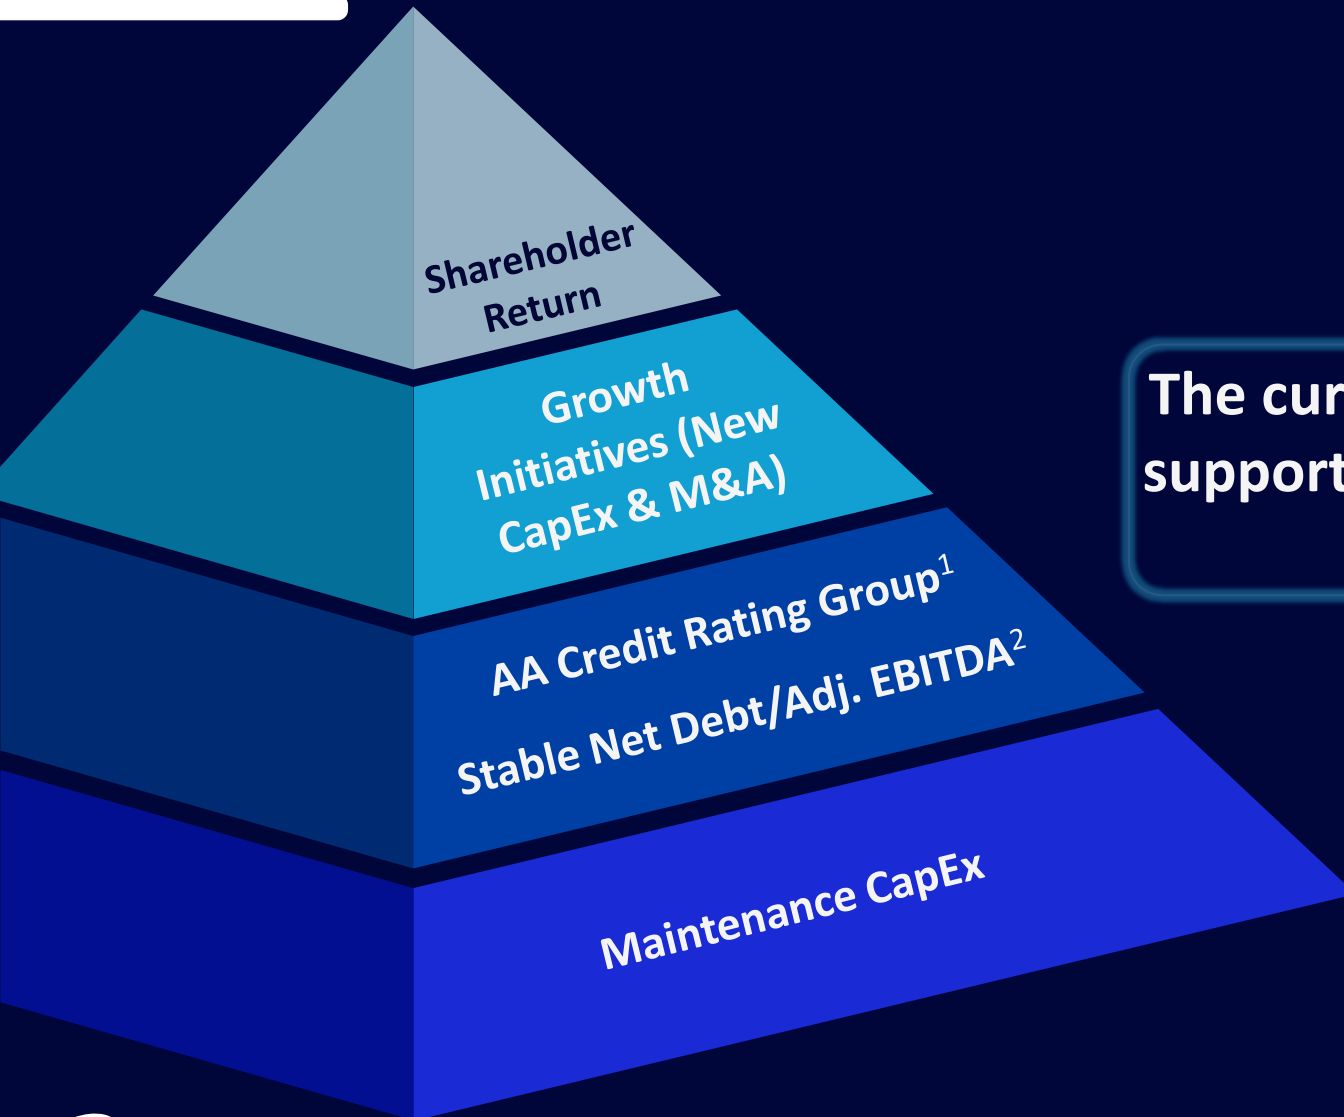 Shareholder
Return
Growth
Initiatives (New
CapEx & M&A)
AA Credit Rating Group1
Stable Net Debt/Adj. EBITDA2
Maintenance CapEx
The
support